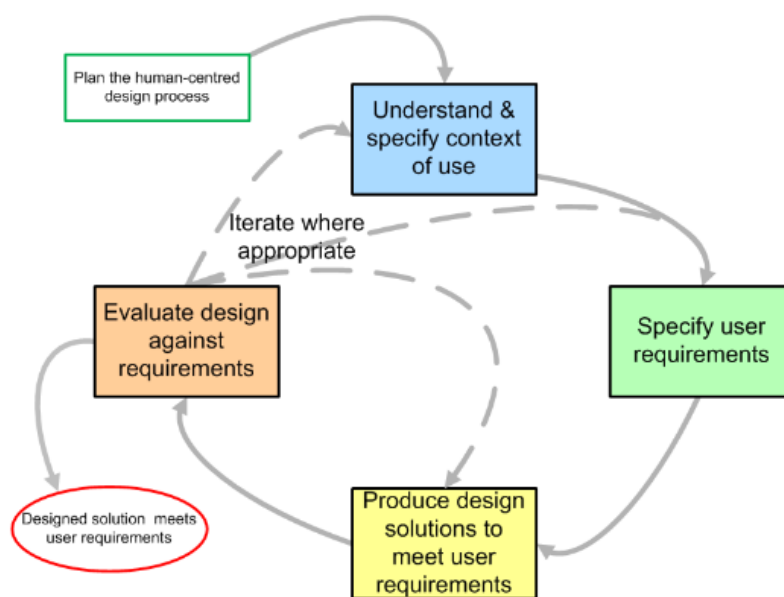 Plan the human-centred
design process
Understand &
specify context
of use
Iterate where
appropriate
Evaluate design
against
requirements
Specify user
requirements
Designed solution meets
user requirements
Produce design
solutions to
meet user
requirements